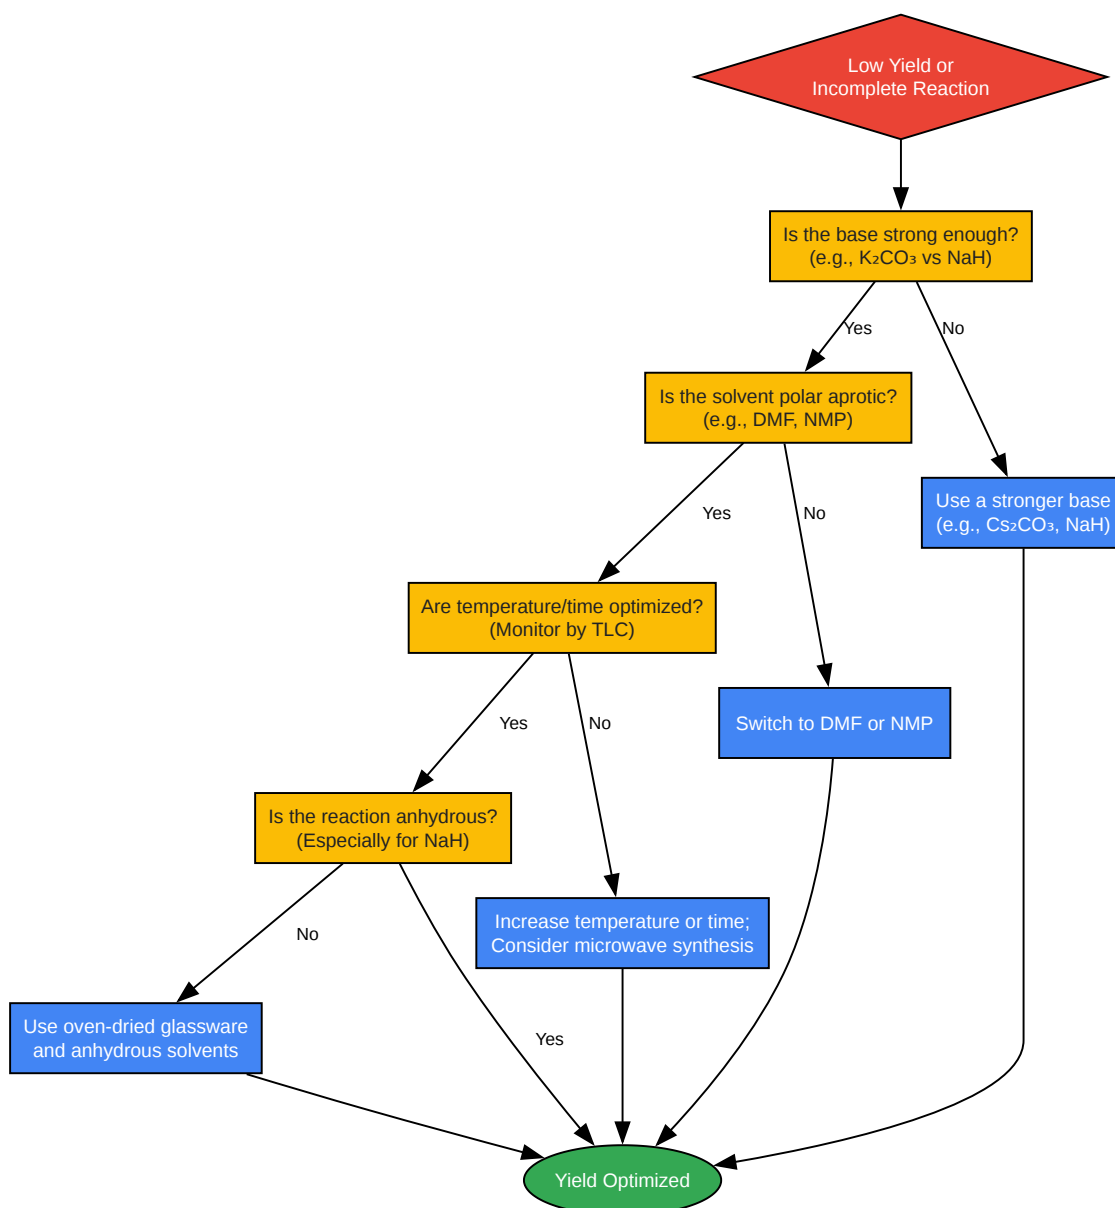 Low Yield or
Incomplete Reaction
Is the base strong enough?
(e.g., K₂CO₃ vs NaH)
Yes
No
Is the solvent polar aprotic?
(e.g., DMF, NMP)
Use a stronger base
(e.g., Cs₂CO₃, NaH)
Yes
No
Are temperature/time optimized?
(Monitor by TLC)
Switch to DMF or NMP
Yes
No
Is the reaction anhydrous?
(Especially for NaH)
Increase temperature or time;
Consider microwave synthesis
No
Use oven-dried glassware
and anhydrous solvents
Yes
Yield Optimized